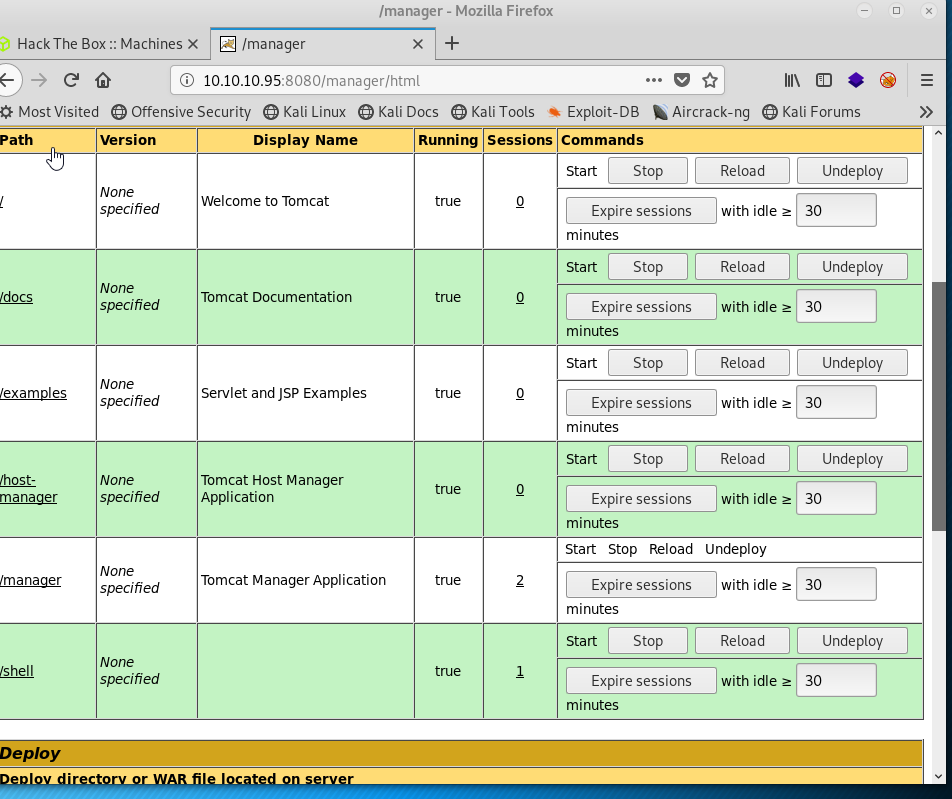 /manager - Mozilla Firefox
Hack The Box :: Machines
/manager
10.10.10.95:8080/manager/html
Most Visited Offensive Security Kali Linux Kali Docs Kali Tools Exploit-DB Aircrack-ng Kali Forums
Path Version Display Name Running Sessions Commands
/ None specified Welcome to Tomcat true 0 Start Stop Reload Undeploy
Expire sessions with idle ≥ 30
minutes
/docs None specified Tomcat Documentation true 0 Start Stop Reload Undeploy
Expire sessions with idle ≥ 30
minutes
/examples None specified Servlet and JSP Examples true 0 Start Stop Reload Undeploy
Expire sessions with idle ≥ 30
minutes
/host-manager None specified Tomcat Host Manager Application true 0 Start Stop Reload Undeploy
Expire sessions with idle ≥ 30
minutes
/manager None specified Tomcat Manager Application true 2 Start Stop Reload Undeploy
Expire sessions with idle ≥ 30
minutes
/shell None specified true 1 Start Stop Reload Undeploy
Expire sessions with idle ≥ 30
minutes
Deploy
Deploy directory or WAR file located on server